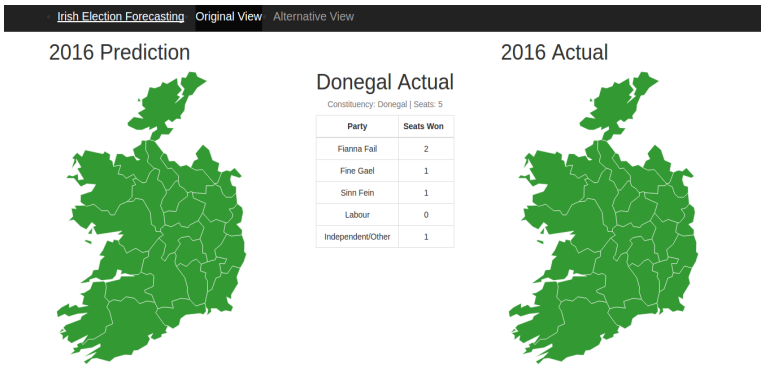 Irish Election Forecasting Original View Alternative View
2016 Prediction
Donegal Actual
Constituency: Donegal | Seats: 5
Party Seats Won
Fianna Fail 2
Fine Gael 1
Sinn Fein 1
Labour 0
Independent/Other 1
2016 Actual